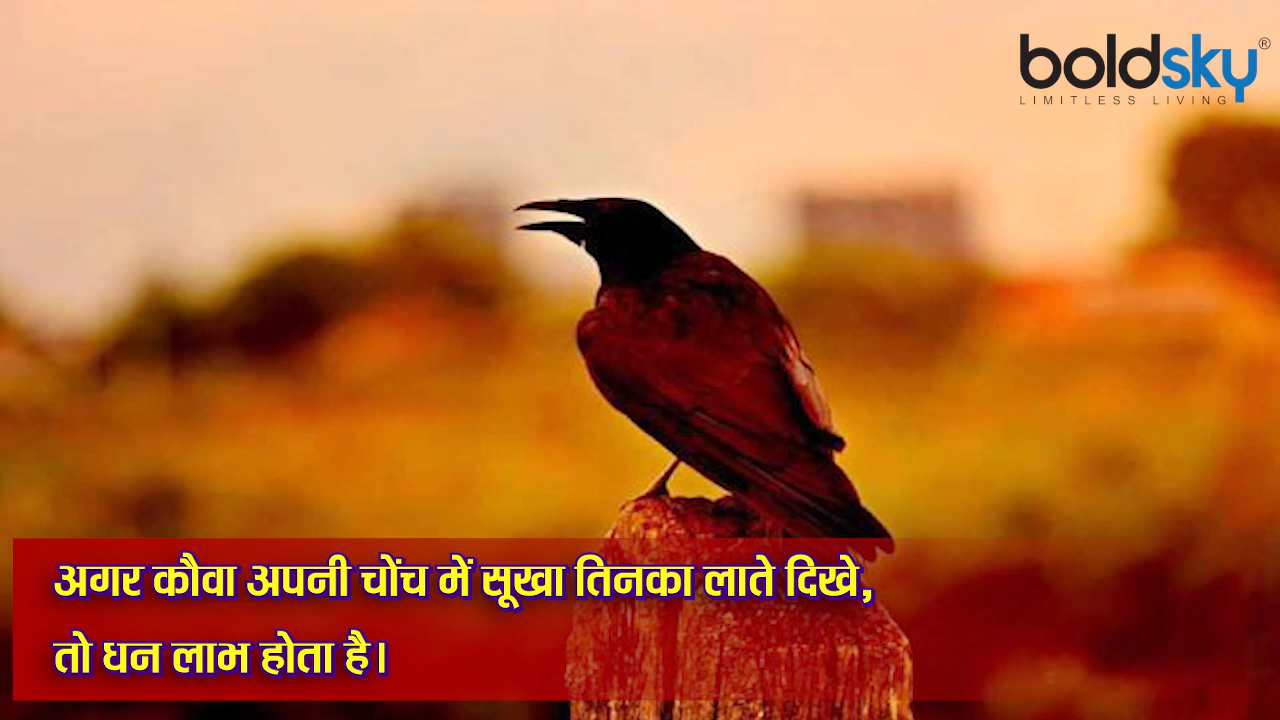 boldsky®
LIMITLESS LIVING
अगर कौवा अपनी चोंच में सूखा तिनका लाते दिखे,
तो धन लाभ होता है।